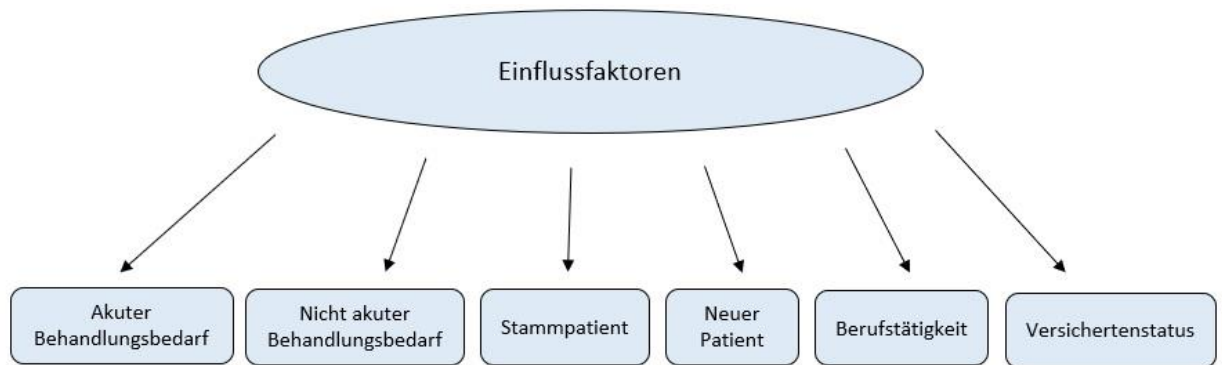 Einflussfaktoren
Akuter
Behandlungsbedarf
Nicht akuter
Behandlungsbedarf
Stammpatient
Neuer
Patient
Berufstätigkeit
Versichertenstatus